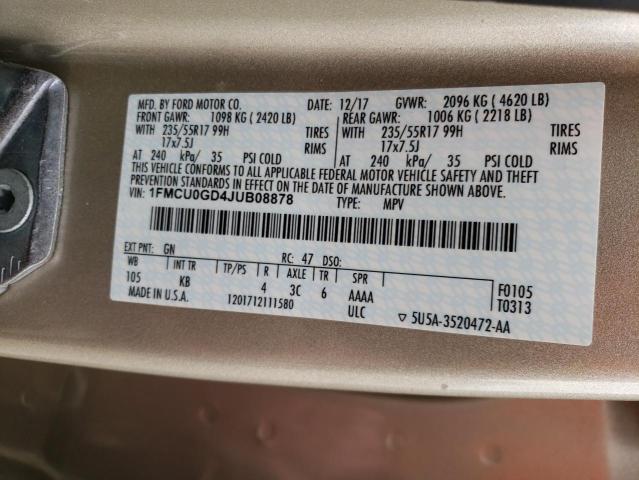 MFD. BY FORD MOTOR CO. DATE: 12/17 GVWR: 2096 KG ( 4620 LB)
FRONT GAWR: 1098 KG ( 2420 LB) REAR GAWR: 1006 KG ( 2218 LB)
WITH 235/55R17 99H TIRES WITH 235/55R17 99H TIRES
17x7.5J RIMS 17x7.5J RIMS
AT 240 kPa/ 35 PSI COLD AT 240 kPa/ 35 PSI COLD
THIS VEHICLE CONFORMS TO ALL APPLICABLE FEDERAL MOTOR VEHICLE SAFETY AND THEFT
PREVENTION STANDARDS IN EFFECT ON THE DATE OF MANUFACTURE SHOWN ABOVE.
VIN: 1FMCU0GD4JUB08878 TYPE: MPV
EXT PNT: GN RC: 47 DSO:
WB INT TR TP/PS R AXLE TR SPR
105 KB 4 3C 6 AAAA
F0105
T0313
MADE IN U.S.A. 1201712111580 ULC ▽ 5U5A-3520472-AA